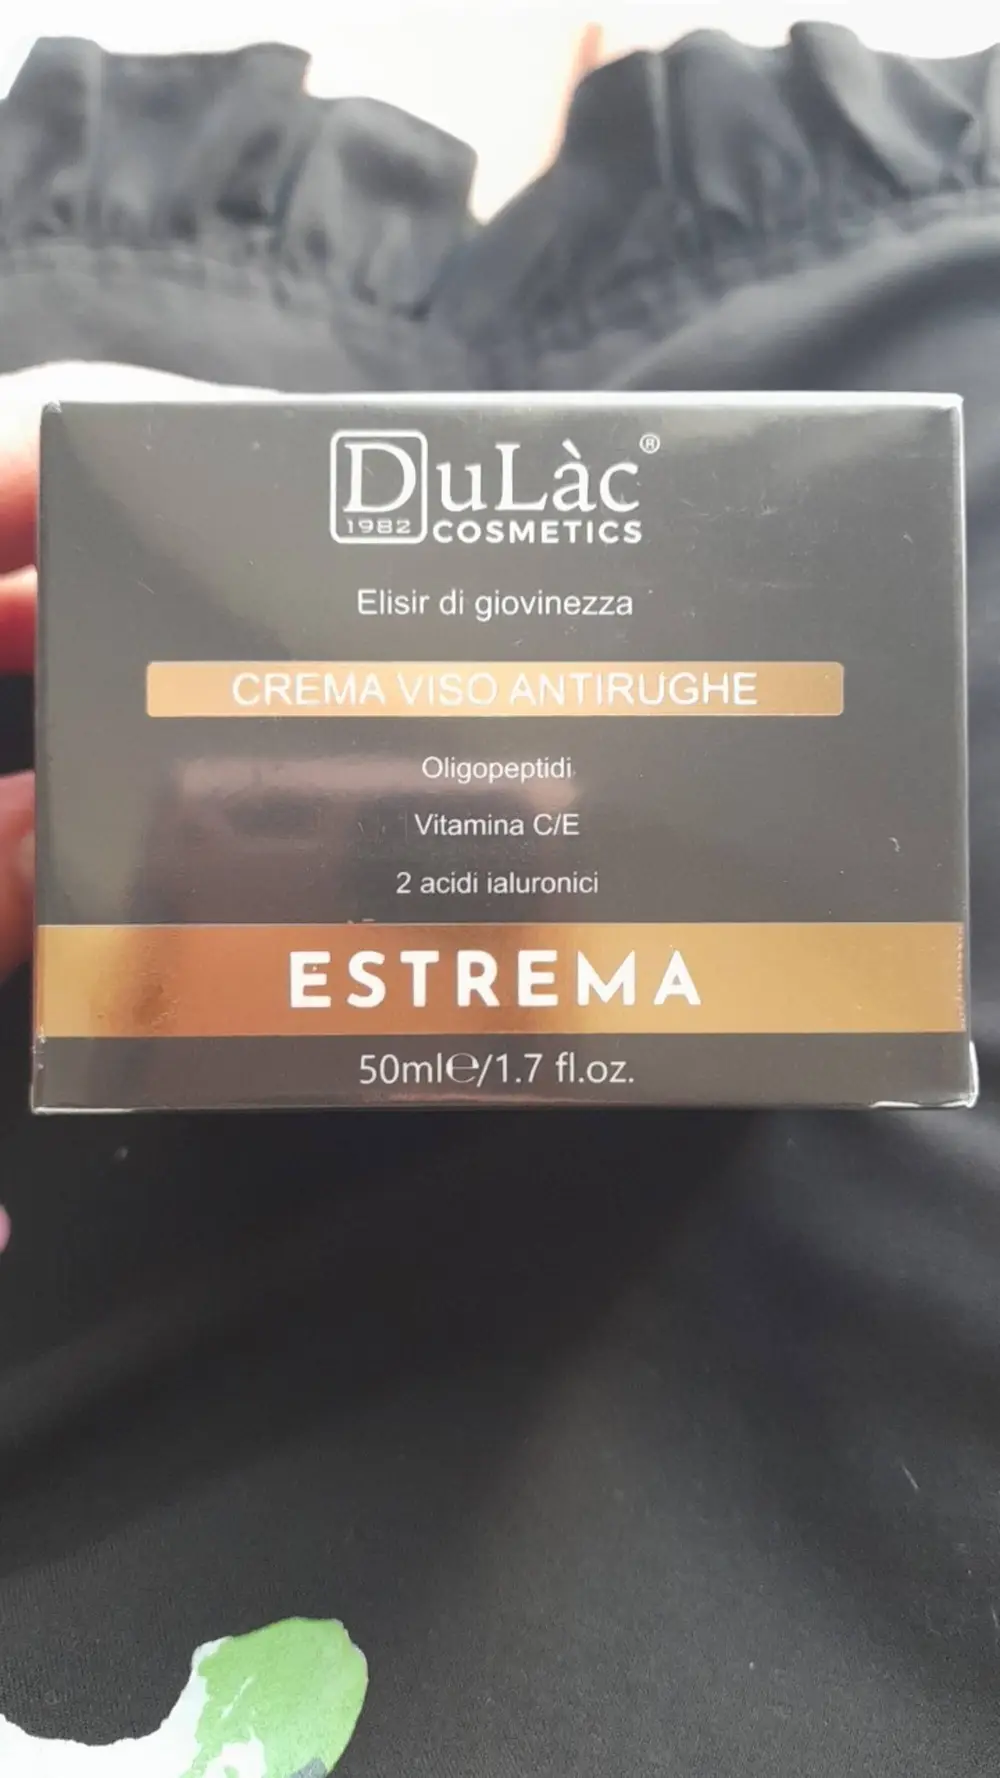 DuLàc®
1982 COSMETICS
Elisir di giovinezza
CREMA VISO ANTIRUGHE
Oligopeptidi
Vitamina C/E
2 acidi ialuronici
ESTREMA
50ml℮/1.7 fl.oz.